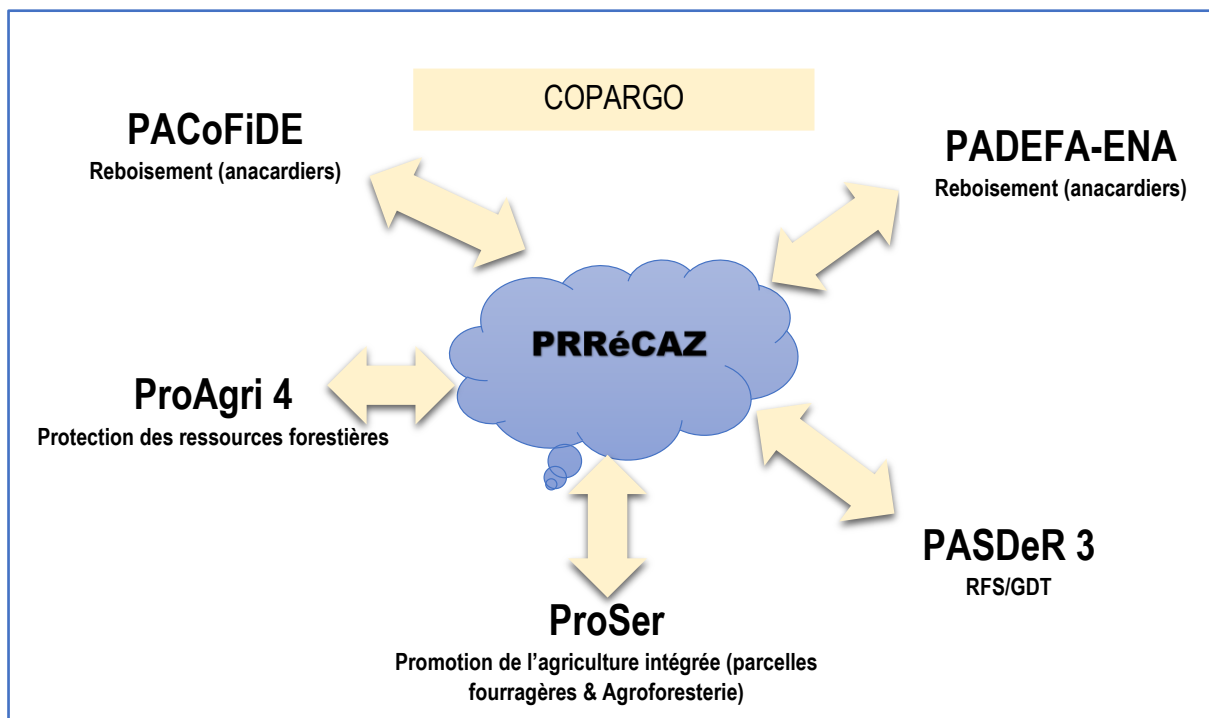 COPARGO
PACoFiDE
Reboisement (anacardiers)
PADEFA-ENA
Reboisement (anacardiers)
PRRéCAZ
ProAgri 4
Protection des ressources forestières
PASDeR 3
RFS/GDT
ProSer
Promotion de l’agriculture intégrée (parcelles
fourragères & Agroforesterie)